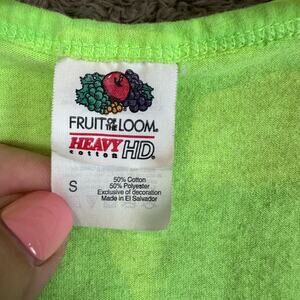 FRUIT OF THE LOOM®
HEAVY HD®
cotton
S
50% Cotton
50% Polyester
Exclusive of decoration
Made in El Salvador